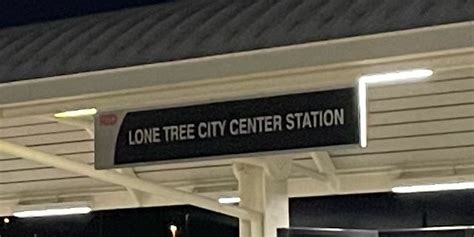 LONE TREE CITY CENTER STATION